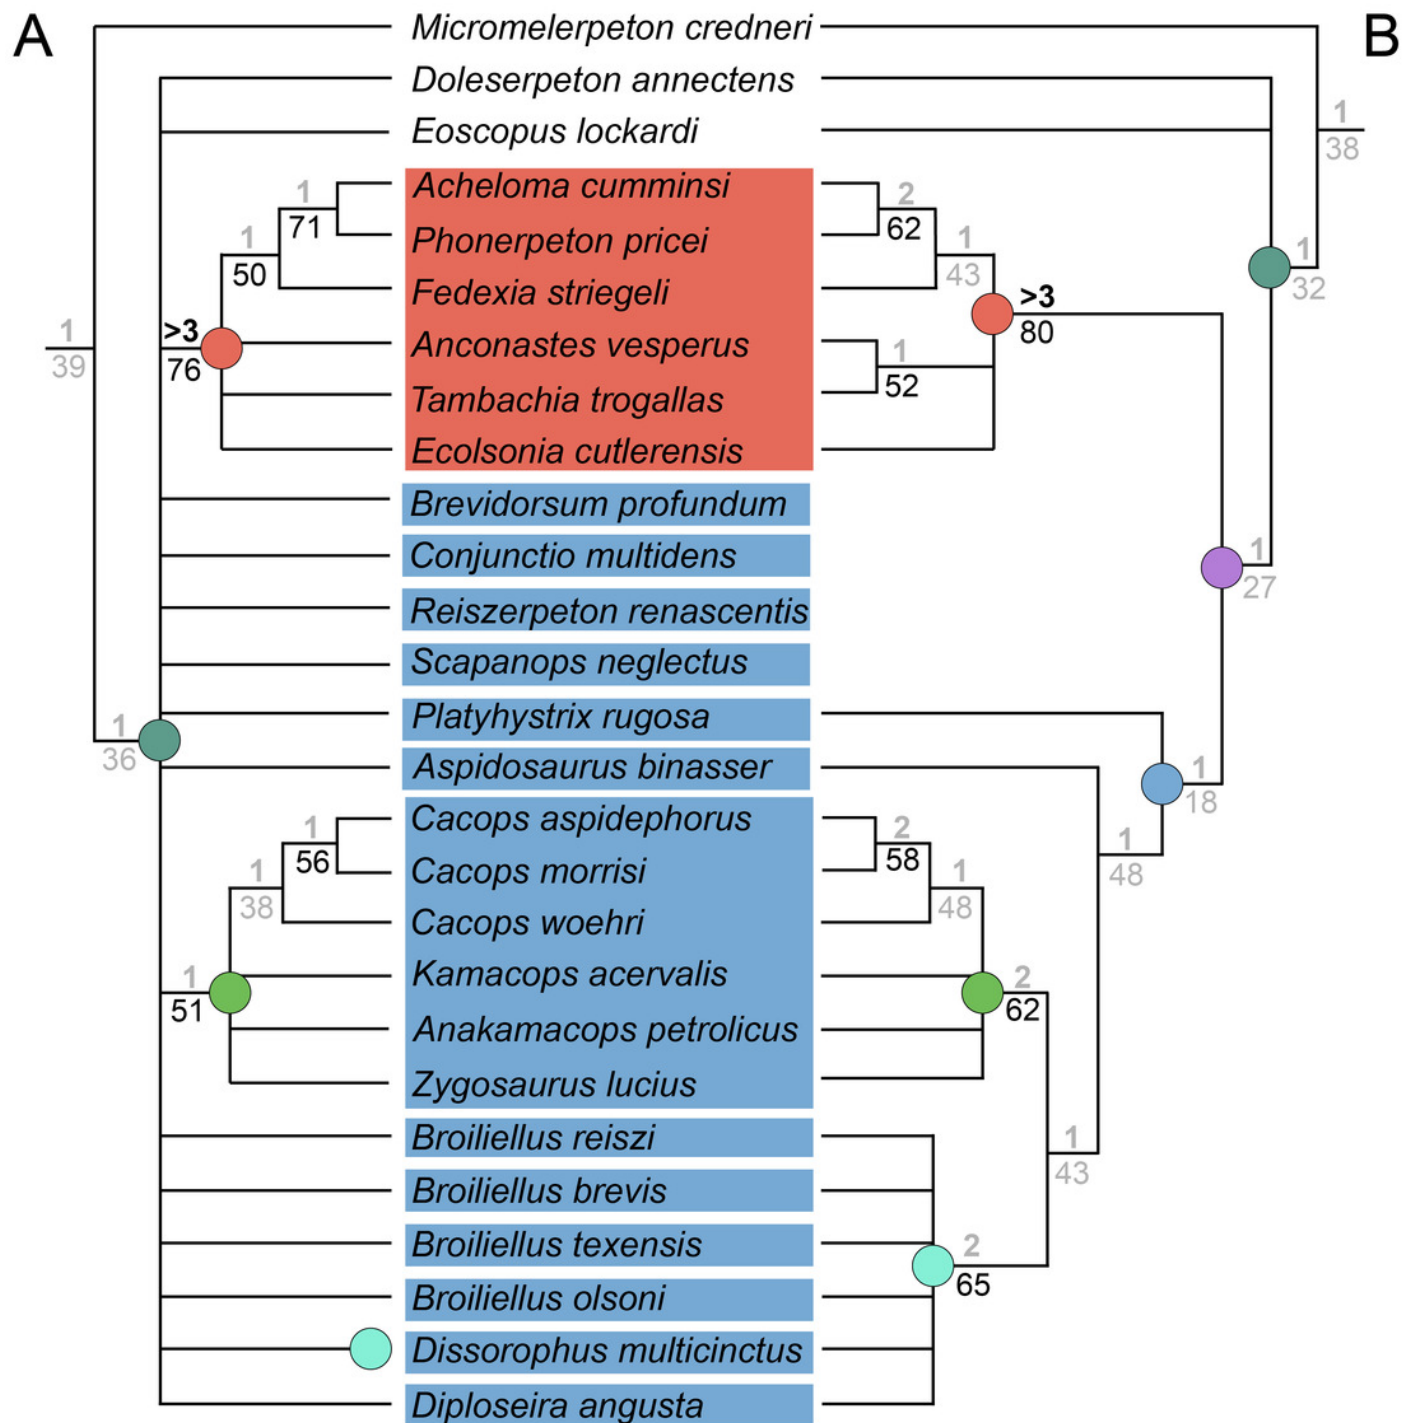 A Micromelerpeton credneri B
Doleserpeton annectens
Eoscopus lockardi 1
38
1 Acheloma cumminsi 2
71 62
1 Phonerpeton pricei 1
50 43
1 Fedexia striegeli 1
32
>3 >3
76 80
1 Anconastes vesperus 1
39 52
Tambachia trogallas
Ecolsonia cutlerensis
Brevidorsum profundum
Conjunctio multidens 1
27
Reiszerpeton renascentis
Scapanops neglectus
1 Platyhystrix rugosa
36
Aspidosaurus binasser 1
18
1 Cacops aspidephorus 2 1
56 58 48
1 Cacops morrisi 1
38 48
Cacops woehri
1 Kamacops acervalis 2
51 62
Anakamacops petrolicus
Zygosaurus lucius
Broiliellus reiszi 1
43
Broiliellus brevis
Broiliellus texensis 2
65
Broiliellus olsoni
Dissorophus multicinctus
Diploseira angusta